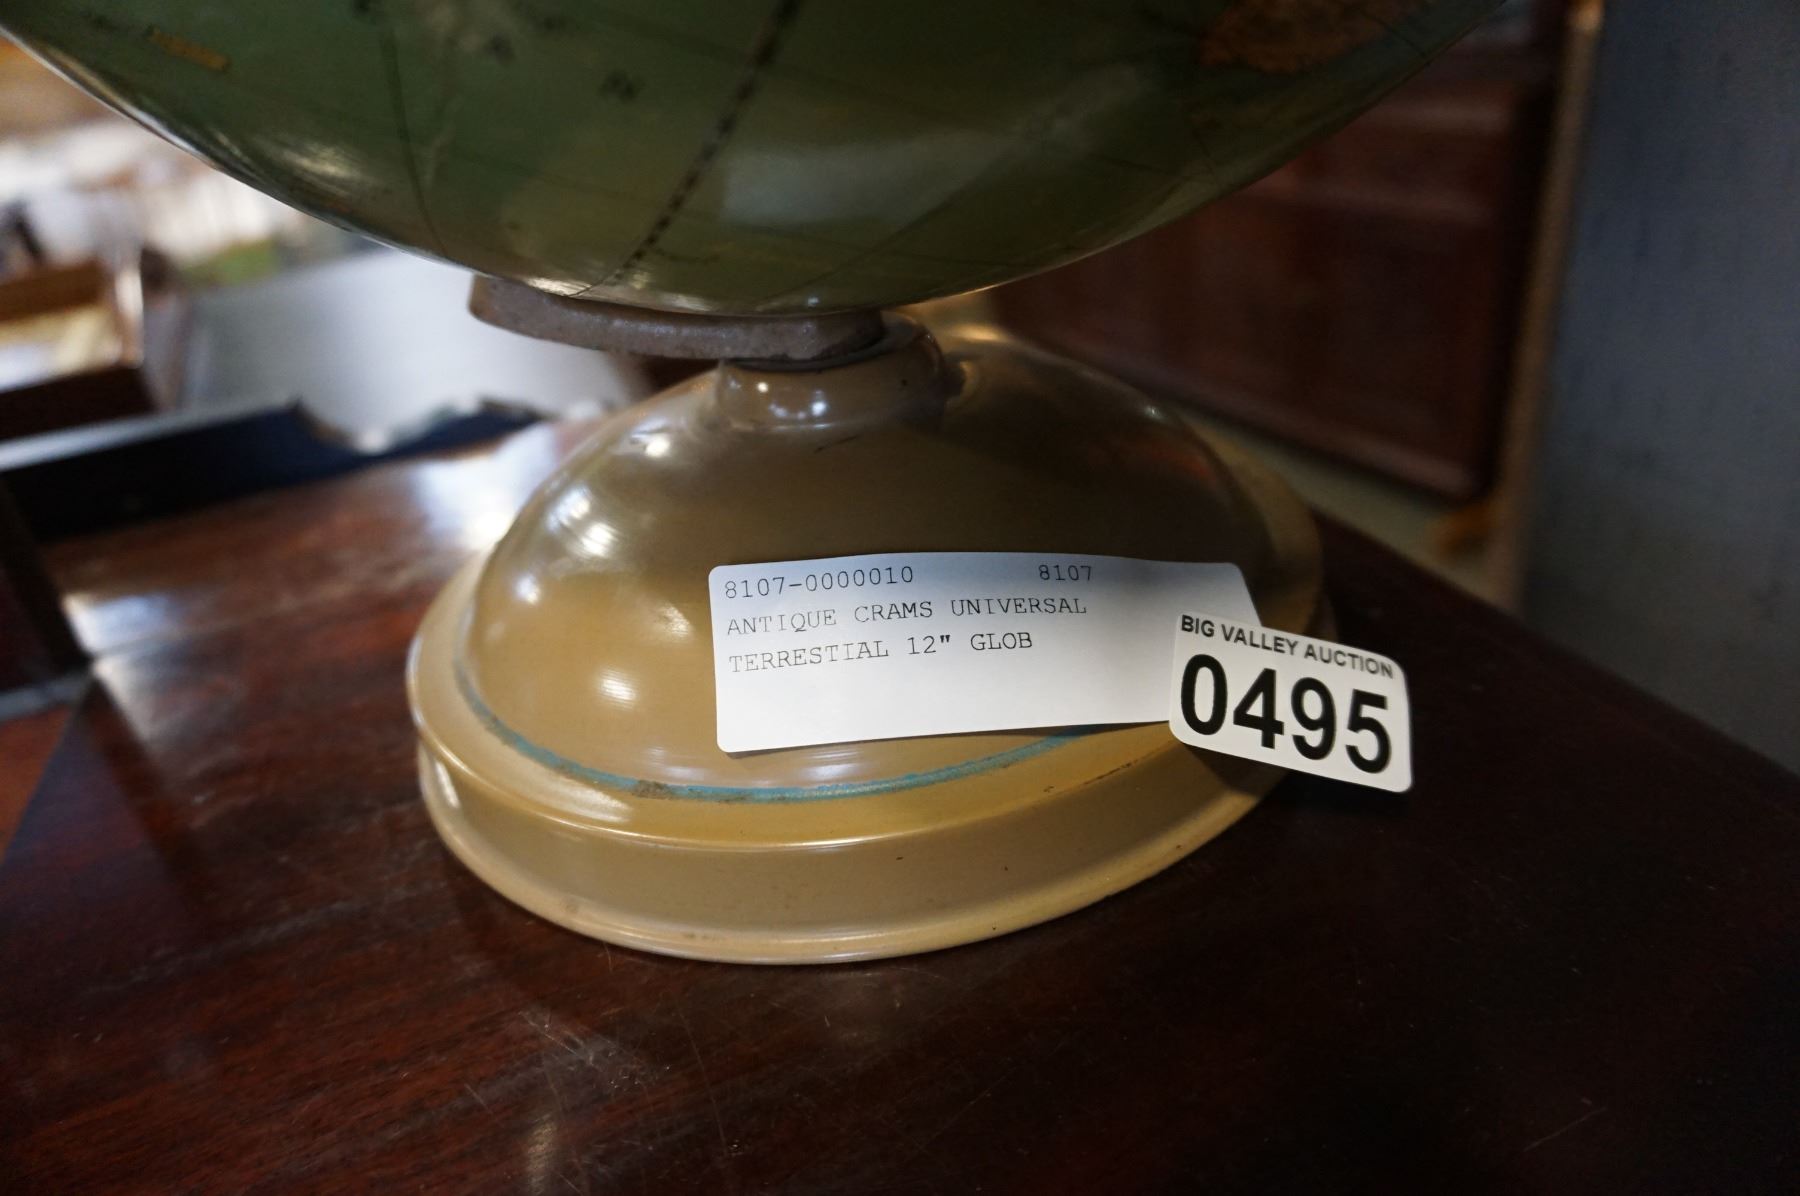 8107-0000010 8107
ANTIQUE CRAMS UNIVERSAL
TERRESTIAL 12" GLOB
BIG VALLEY AUCTION
0495